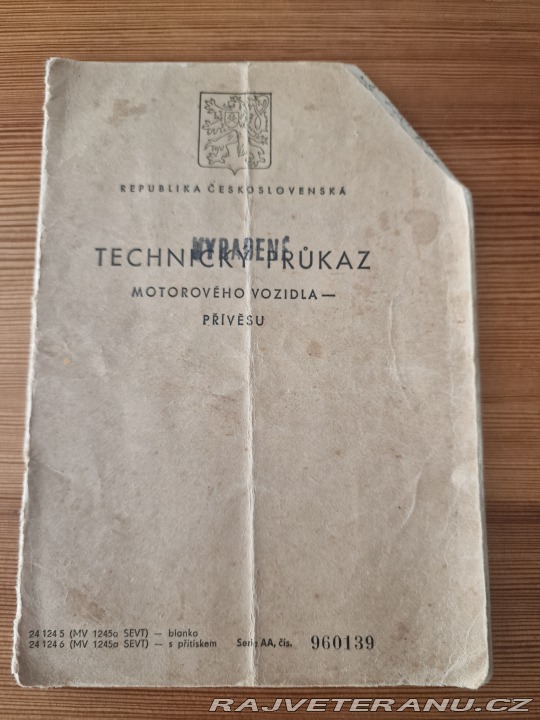 REPUBLIKA ČESKOSLOVENSKÁ
VYRADENÉ
TECHNICKÝ PRŮKAZ
MOTOROVÉHO VOZIDLA —
PŘÍVĚSU
24 124 5 (MV 1245a SEVT) — blanko
24 124 6 (MV 1245a SEVT) — s přítiskem Serie AA, čís. 960139
RAJVETERANU.CZ